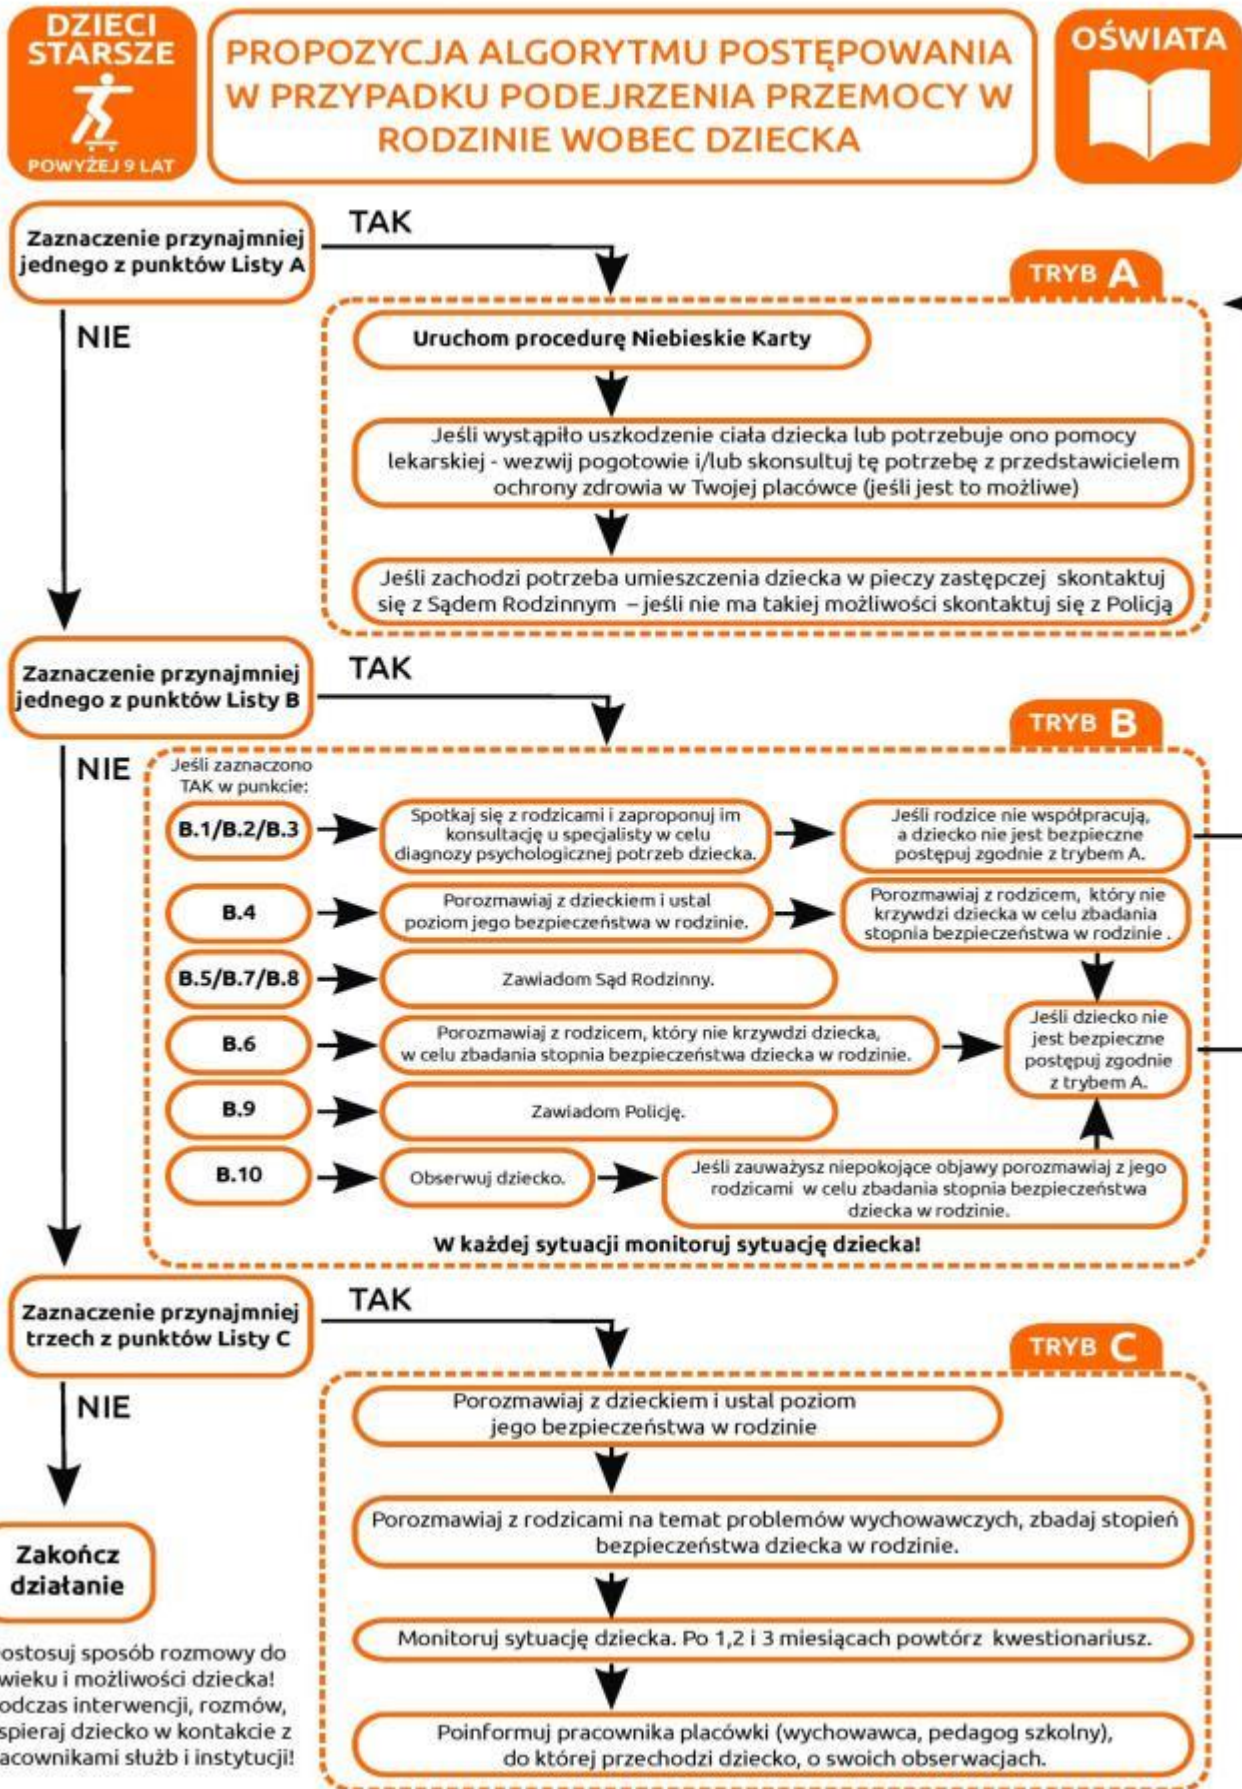 DZIECI
STARSZE
POWYŻEJ 9 LAT
PROPOZYCJA ALGORYTMU POSTĘPOWANIA
W PRZYPADKU PODEJRZENIA PRZEMOCY W
RODZINIE WOBEC DZIECKA
OŚWIATA
Zaznaczenie przynajmniej
jednego z punktów Listy A
TAK
NIE
TRYB A
Uruchom procedurę Niebieskie Karty
Jeśli wystąpiło uszkodzenie ciała dziecka lub potrzebuje ono pomocy
lekarskiej - wezwij pogotowie i/lub skonsultuj tę potrzebę z przedstawicielem
ochrony zdrowia w Twojej placówce (jeśli jest to możliwe)
Jeśli zachodzi potrzeba umieszczenia dziecka w pieczy zastępczej skontaktuj
się z Sądem Rodzinnym – jeśli nie ma takiej możliwości skontaktuj się z Policją
Zaznaczenie przynajmniej
jednego z punktów Listy B
TAK
NIE
TRYB B
Jeśli zaznaczono
TAK w punkcie:
B.1/B.2/B.3
Spotkaj się z rodzicami i zaproponuj im
konsultację u specjalisty w celu
diagnozy psychologicznej potrzeb dziecka.
Jeśli rodzice nie współpracują,
a dziecko nie jest bezpieczne
postępuj zgodnie z trybem A.
B.4
Porozmawiaj z dzieckiem i ustal
poziom jego bezpieczeństwa w rodzinie.
Porozmawiaj z rodzicem, który nie
krzywdzi dziecka w celu zbadania
stopnia bezpieczeństwa w rodzinie .
B.5/B.7/B.8
Zawiadom Sąd Rodzinny.
B.6
Porozmawiaj z rodzicem, który nie krzywdzi dziecka,
w celu zbadania stopnia bezpieczeństwa dziecka w rodzinie.
Jeśli dziecko nie
jest bezpieczne
postępuj zgodnie
z trybem A.
B.9
Zawiadom Policję.
B.10
Obserwuj dziecko.
Jeśli zauważysz niepokojące objawy porozmawiaj z jego
rodzicami w celu zbadania stopnia bezpieczeństwa
dziecka w rodzinie.
W każdej sytuacji monitoruj sytuację dziecka!
Zaznaczenie przynajmniej
trzech z punktów Listy C
TAK
NIE
TRYB C
Porozmawiaj z dzieckiem i ustal poziom
jego bezpieczeństwa w rodzinie
Porozmawiaj z rodzicami na temat problemów wychowawczych, zbadaj stopień
bezpieczeństwa dziecka w rodzinie.
Monitoruj sytuację dziecka. Po 1,2 i 3 miesiącach powtórz kwestionariusz.
Poinformuj pracownika placówki (wychowawca, pedagog szkolny),
do której przechodzi dziecko, o swoich obserwacjach.
Zakończ
działanie
ostosuj sposób rozmowy do
wieku i możliwości dziecka!
odczas interwencji, rozmów,
spieraj dziecko w kontakcie z
acownikami służb i instytucji!